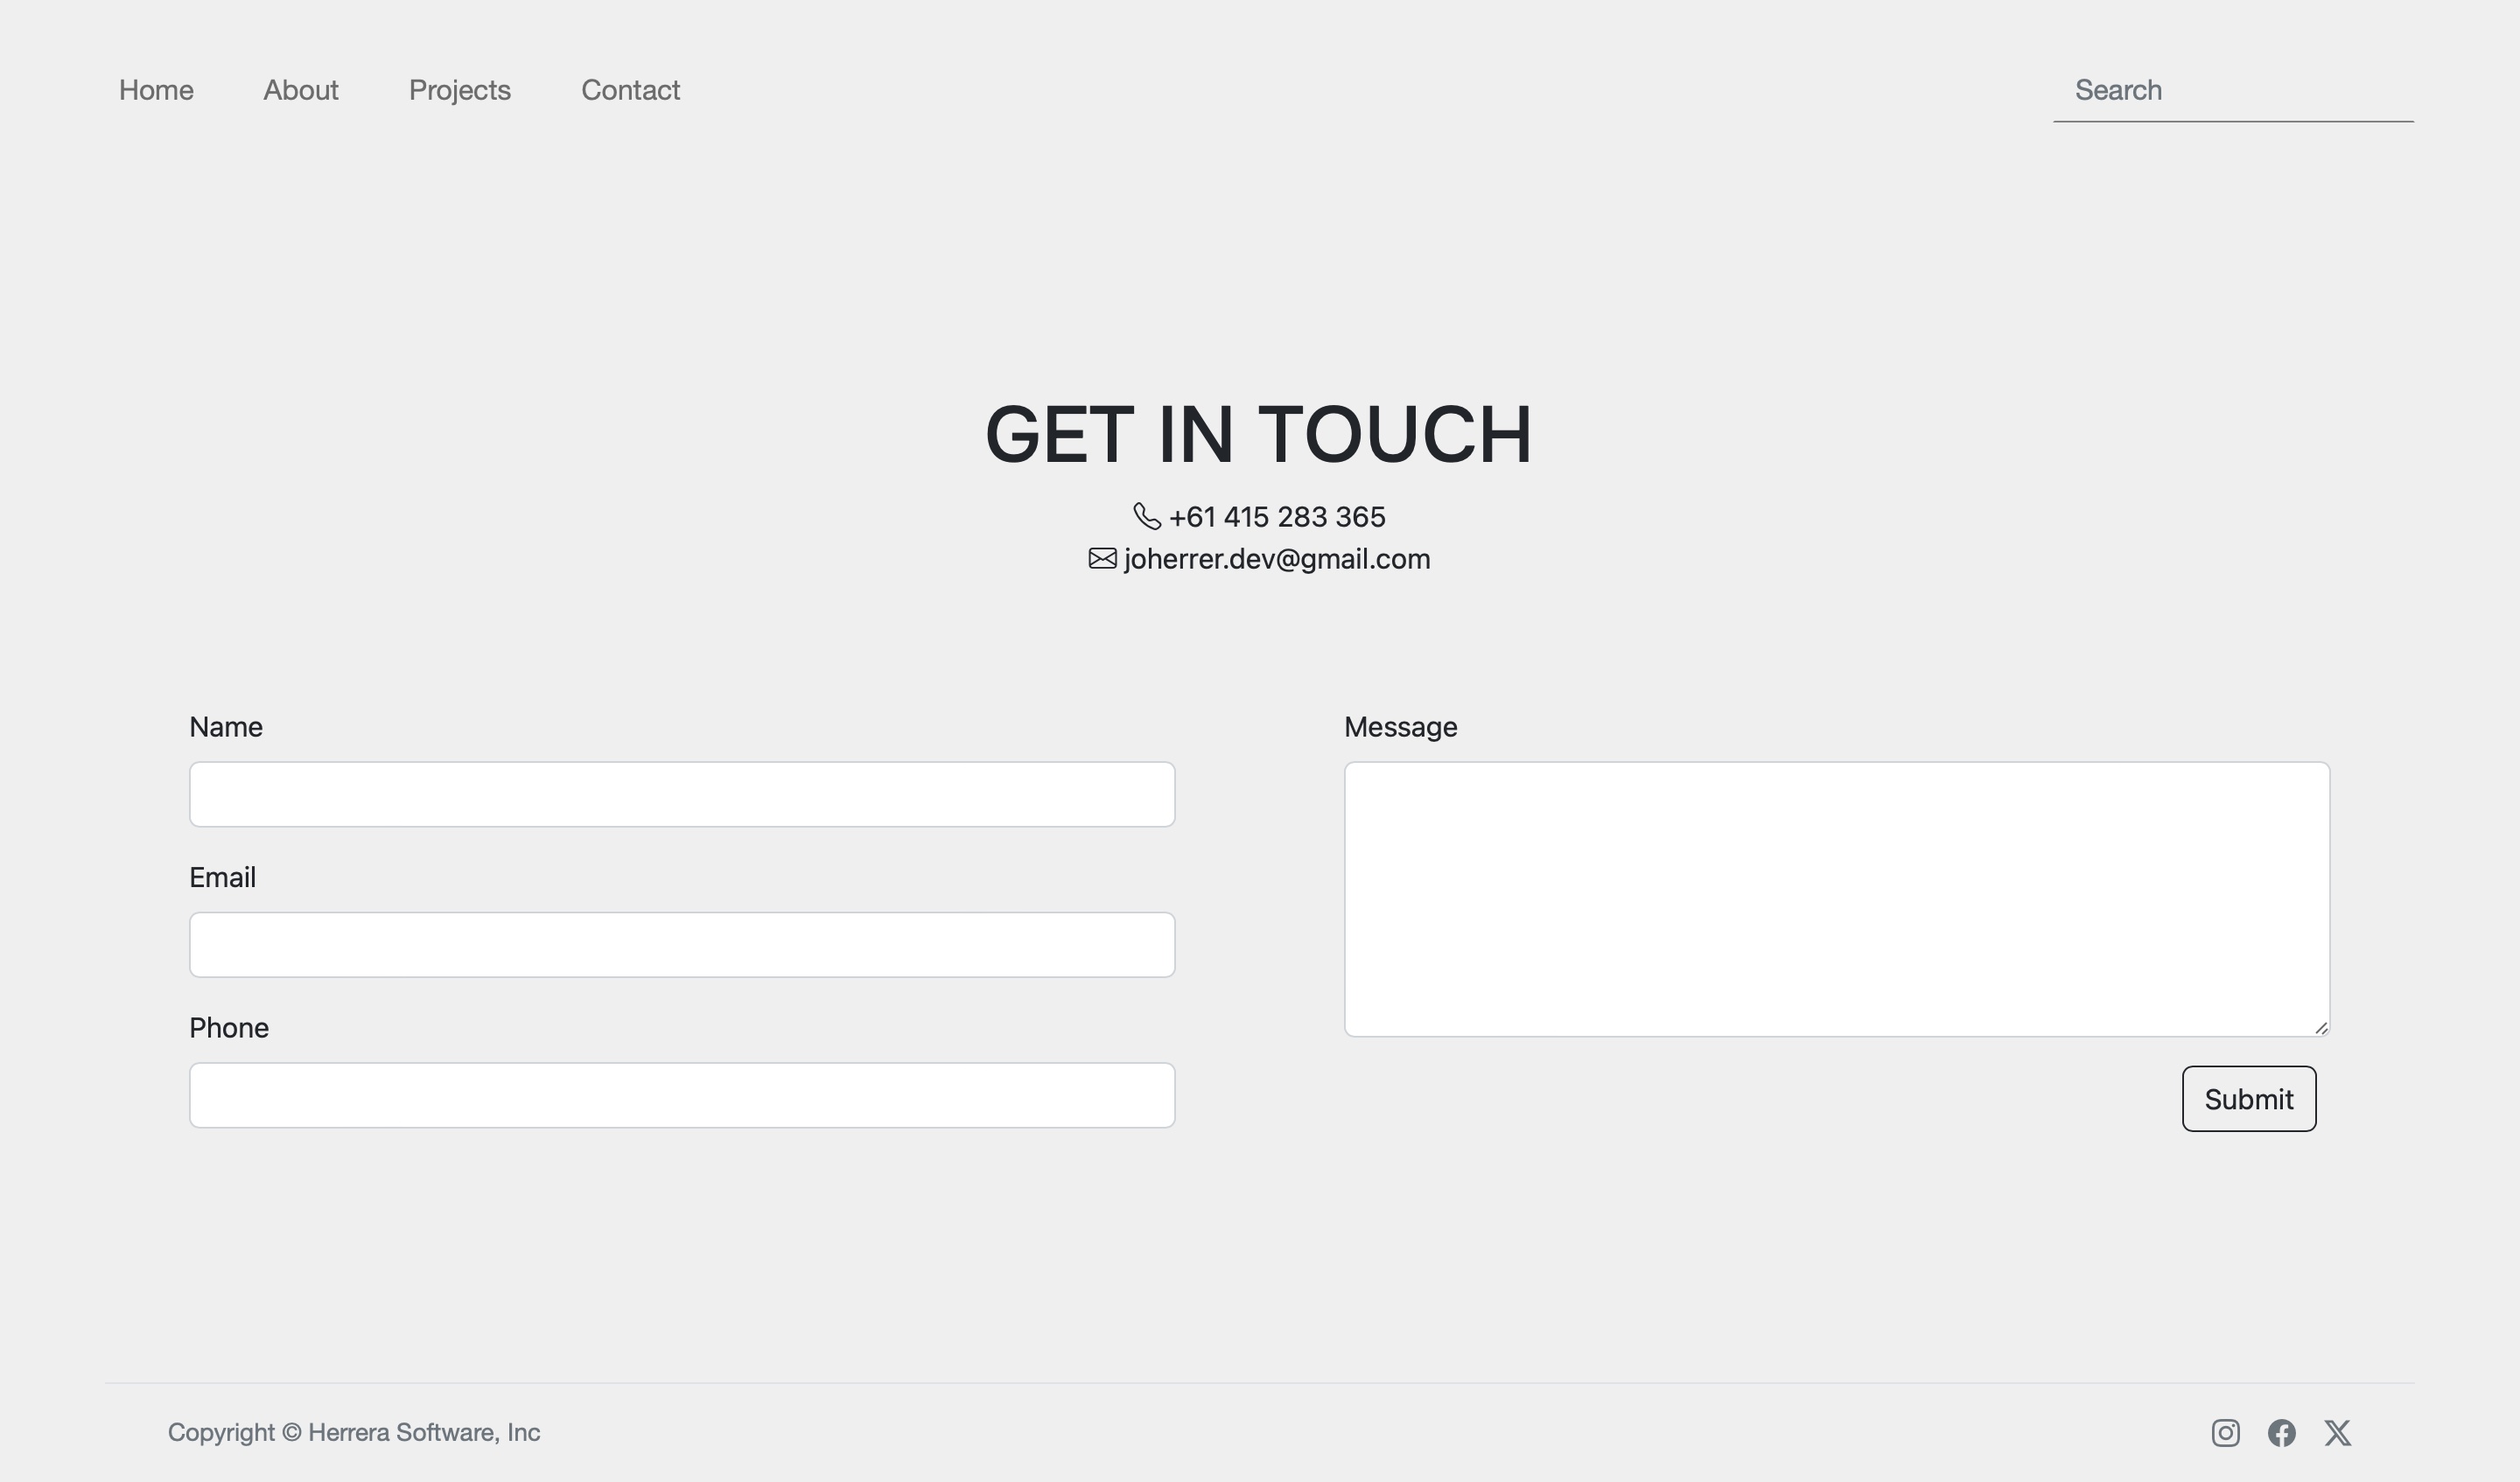 Home About Projects Contact Search
GET IN TOUCH
+61 415 283 365
joherrer.dev@gmail.com
Name
Message
Email
Phone
Submit
Copyright © Herrera Software, Inc